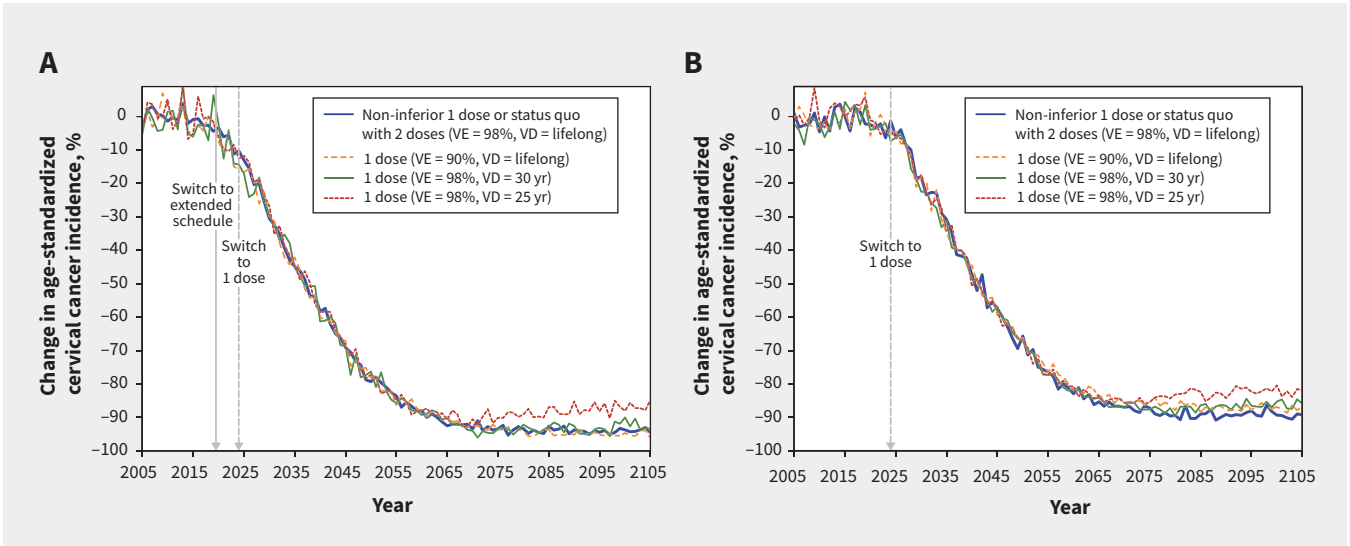 A
Change in age-standardized
cervical cancer incidence, %
0
–10
–20
–30
–40
–50
–60
–70
–80
–90
–100
Non-inferior 1 dose or status quo
with 2 doses (VE = 98%, VD = lifelong)
1 dose (VE = 90%, VD = lifelong)
1 dose (VE = 98%, VD = 30 yr)
1 dose (VE = 98%, VD = 25 yr)
Switch to
extended
schedule
Switch
to
1 dose
2005 2015 2025 2035 2045 2055 2065 2075 2085 2095 2105
Year
B
Change in age-standardized
cervical cancer incidence, %
0
–10
–20
–30
–40
–50
–60
–70
–80
–90
–100
Non-inferior 1 dose or status quo
with 2 doses (VE = 98%, VD = lifelong)
1 dose (VE = 90%, VD = lifelong)
1 dose (VE = 98%, VD = 30 yr)
1 dose (VE = 98%, VD = 25 yr)
Switch to
1 dose
2005 2015 2025 2035 2045 2055 2065 2075 2085 2095 2105
Year